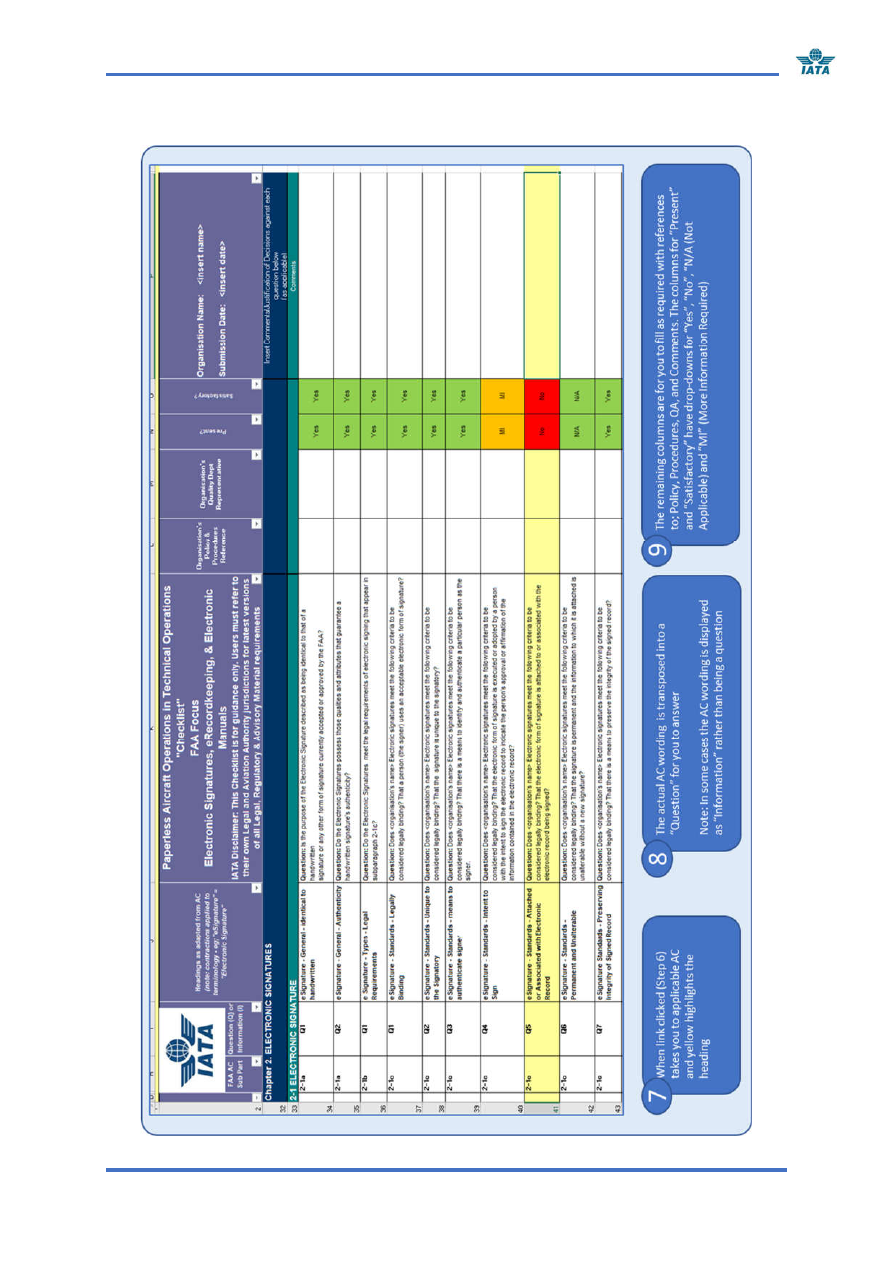 IATA
Paperless Aircraft Operations in Technical Operations
"Checklist"
FAA Focus
Electronic Signatures, eRecordkeeping, & Electronic
Manuals
IATA Disclaimer: This Checklist is for guidance only. Users must refer to
their own Legal and Aviation Authority jurisdictions for latest versions
of all Legal, Regulatory & Advisory Material requirements
IATA
FAA AC
Sub Part
Question (Q) or
Information (I)
Headings as adopted from AC
(note: contractions applied to
terminology - eg; "eSignature" =
"Electronic Signature"
Organisation's
Policy &
Procedures
Reference
Organisation's
Quality Dept
Representative
Present?
Satisfactory?
Organisation Name: <insert name>
Submission Date: <insert date>
2
32 Chapter 2. ELECTRONIC SIGNATURES
Insert Comments/Justification of Decisions against each
question below
(as applicable)
33 2-1 ELECTRONIC SIGNATURE
Comments
34 2-1a Q1 eSignature - General - Identical to
handwritten
Question: Is the purpose of the Electronic Signature described as being identical to that of a
handwritten
signature or any other form of signature currently accepted or approved by the FAA?
Yes Yes
35 2-1a Q2 eSignature - General - Authenticity
Question: Do the Electronic Signatures possess those qualities and attributes that guarantee a
handwritten signature's authenticity?
Yes Yes
36 2-1b Q1 e Signature - Types - Legal
Requirements
Question: Do the Electronic Signatures meet the legal requirements of electronic signing that appear in
subparagraph 2-1c?
Yes Yes
37 2-1c Q1 eSignature - Standards - Legally
Binding
Question: Does <organisation's name> Electronic signatures meet the following criteria to be
considered legally binding? That a person (the signer) uses an acceptable electronic form of signature?
Yes Yes
38 2-1c Q2 eSignature - Standards - Unique to
the Signatory
Question: Does <organisation's name> Electronic signatures meet the following criteria to be
considered legally binding? That the signature is unique to the signatory?
Yes Yes
39 2-1c Q3 eSignature - Standards - means to
authenticate signer
Question: Does <organisation's name> Electronic signatures meet the following criteria to be
considered legally binding? That there is a means to identify and authenticate a particular person as the
signer.
Yes Yes
40 2-1c Q4 eSignature - Standards - Intent to
Sign
Question: Does <organisation's name> Electronic signatures meet the following criteria to be
considered legally binding? That the electronic form of signature is executed or adopted by a person
with the intent to sign the electronic record to indicate the person's approval or affirmation of the
information contained in the electronic record?
MI MI
41 2-1c Q5 eSignature - Standards - Attached
or Associated with Electronic
Record
Question: Does <organisation's name> Electronic signatures meet the following criteria to be
considered legally binding? That the electronic form of signature is attached to or associated with the
electronic record being signed?
No No
42 2-1c Q6 eSignature - Standards -
Permanent and Unalterable
Question: Does <organisation's name> Electronic signatures meet the following criteria to be
considered legally binding? That the signature is permanent and the information to which it is attached is
unalterable without a new signature?
N/A N/A
43 2-1c Q7 eSignature Standards - Preserving
Integrity of Signed Record
Question: Does <organisation's name> Electronic signatures meet the following criteria to be
considered legally binding? That there is a means to preserve the integrity of the signed record?
Yes Yes
7
When link clicked (Step 6)
takes you to applicable AC
and yellow highlights the
heading
8
The actual AC wording is transposed into a
"Question" for you to answer
Note: In some cases the AC wording is displayed
as "Information" rather than being a question
9
The remaining columns are for you to fill as required with references
to; Policy, Procedures, QA, and Comments. The columns for "Present"
and "Satisfactory" have drop-downs for "Yes", "No", "N/A (Not
Applicable) and "MI" (More Information Required)